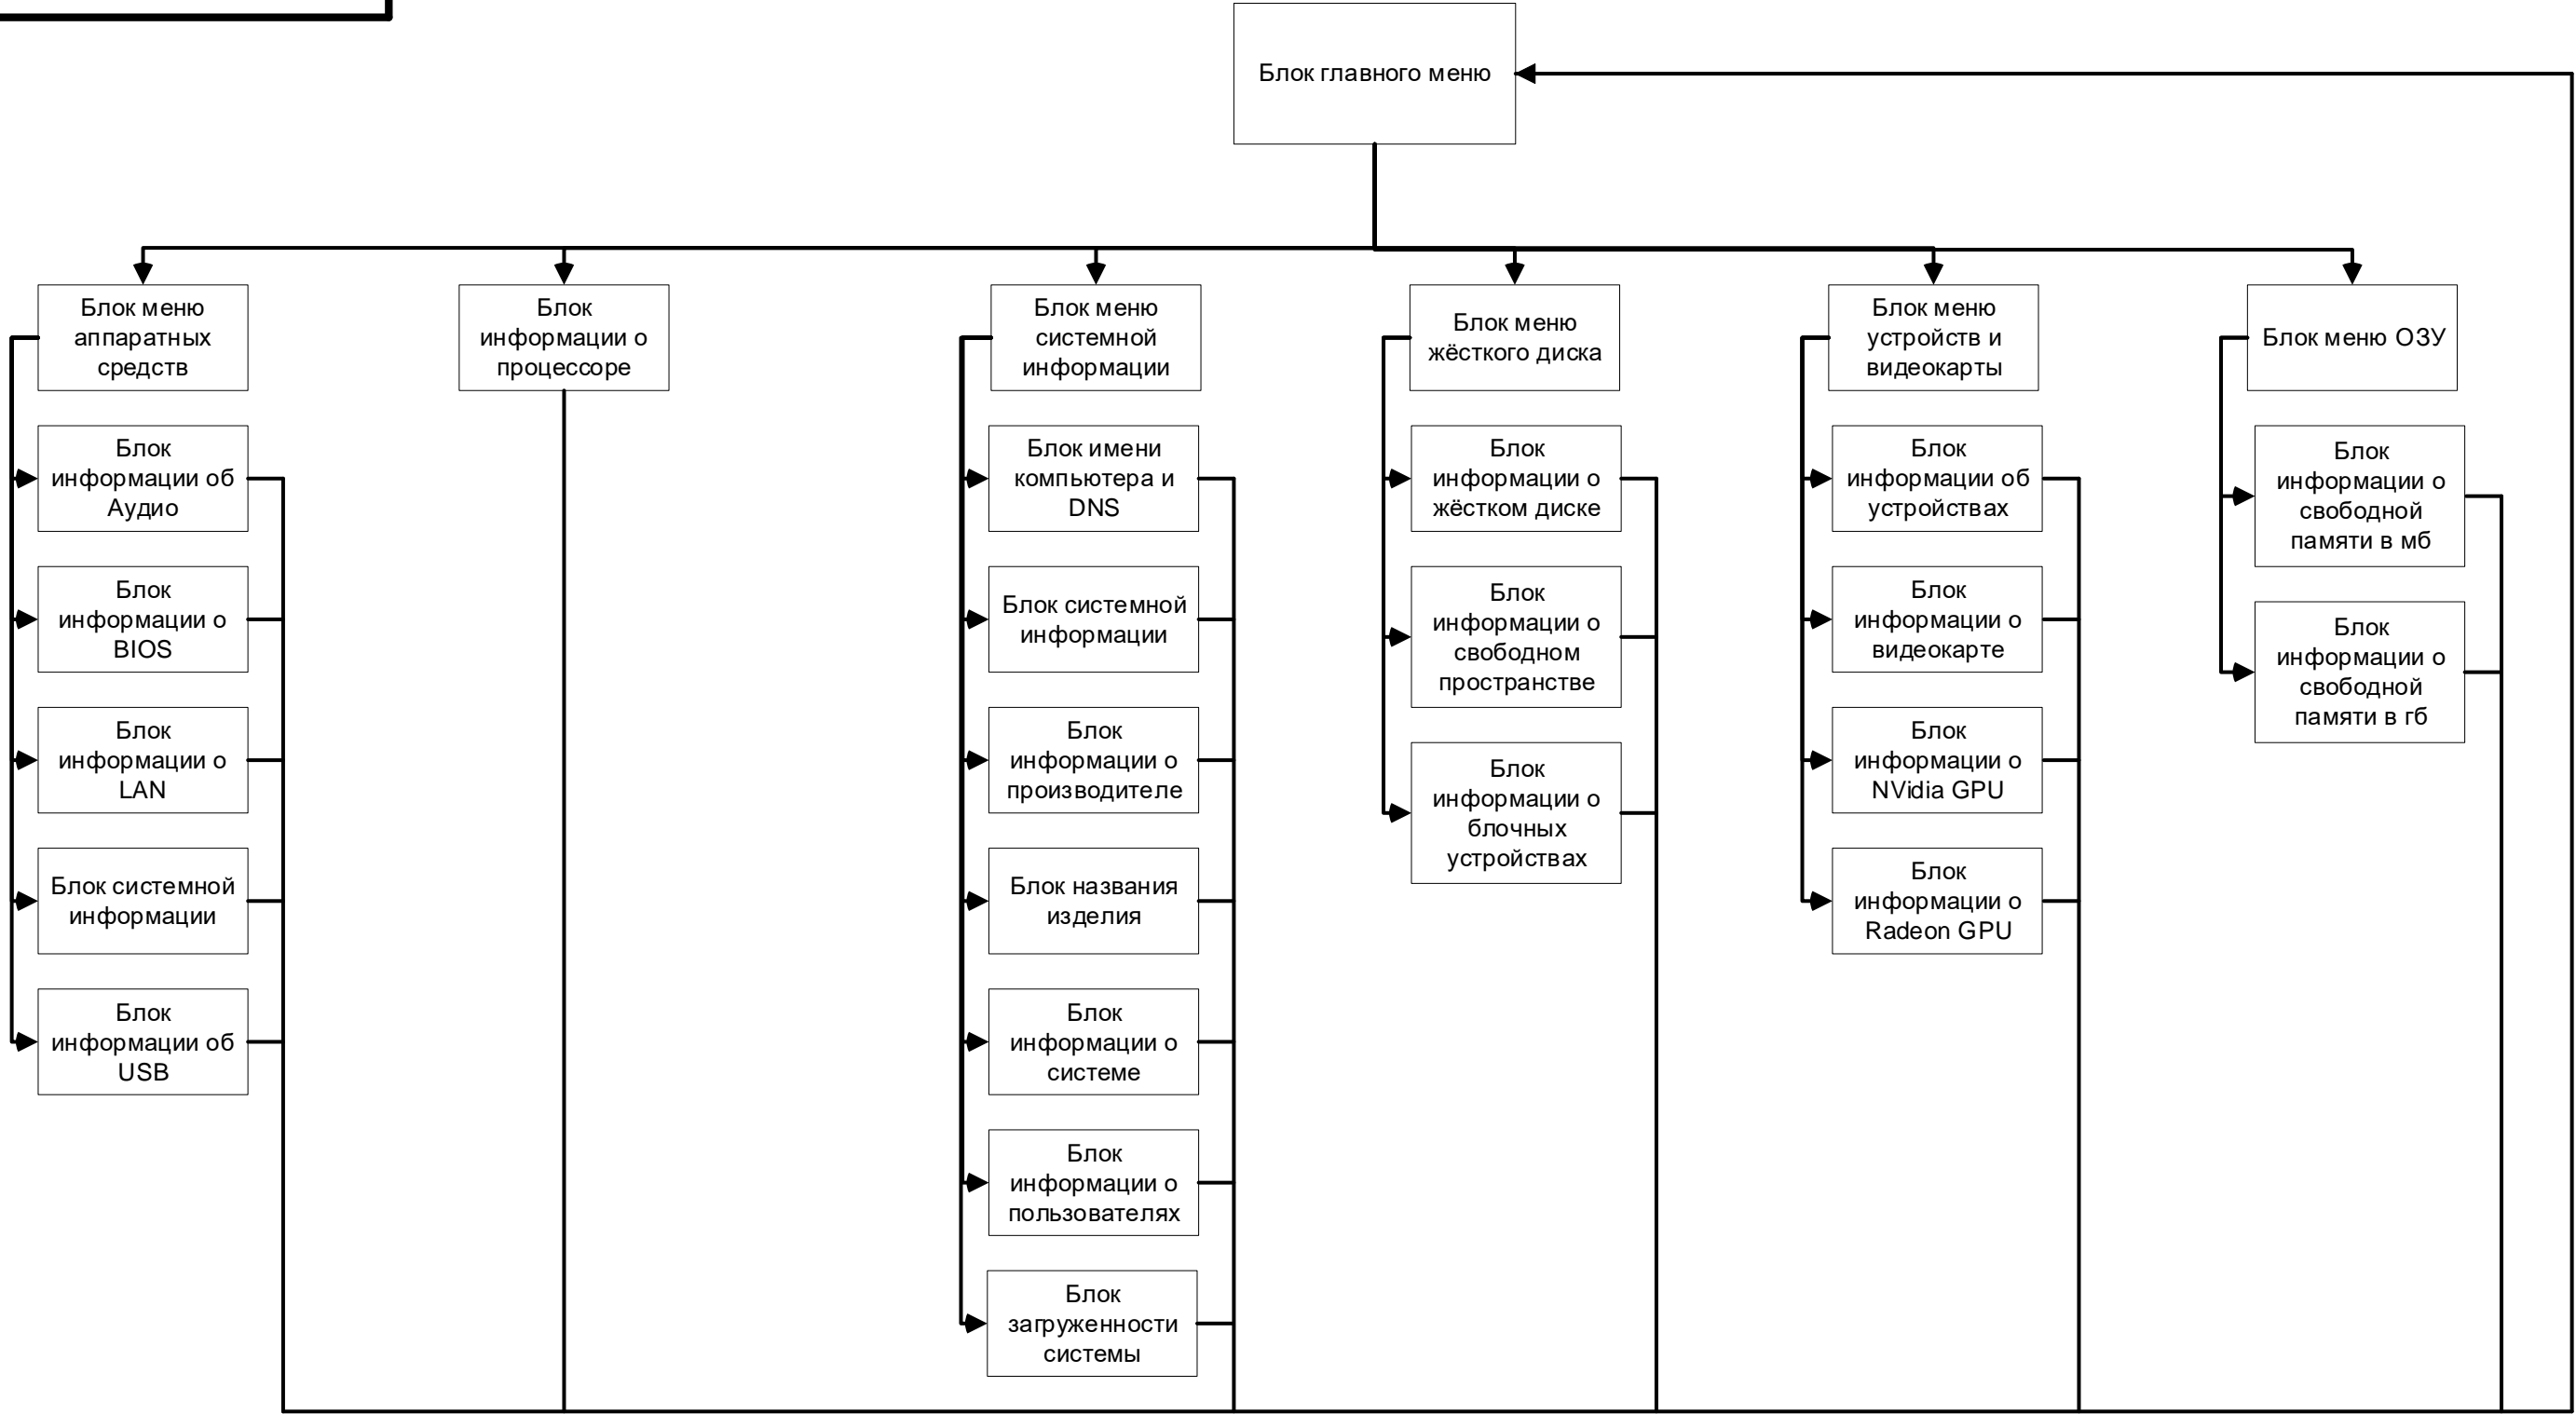 Блок главного меню
Блок меню
аппаратных
средств
Блок
информации о
процессоре
Блок меню
системной
информации
Блок меню
жёсткого диска
Блок меню
устройств и
видеокарты
Блок меню ОЗУ
Блок
информации об
Аудио
Блок
информации о
BIOS
Блок
информации о
LAN
Блок системной
информации
Блок
информации об
USB
Блок имени
компьютера и
DNS
Блок системной
информации
Блок
информации о
производителе
Блок названия
изделия
Блок
информации о
системе
Блок
информации о
пользователях
Блок
загруженности
системы
Блок
информации о
жёстком диске
Блок
информации о
свободном
пространстве
Блок
информации о
блочных
устройствах
Блок
информации об
устройствах
Блок
информации о
видеокарте
Блок
информации о
NVidia GPU
Блок
информации о
Radeon GPU
Блок
информации о
свободной
памяти в мб
Блок
информации о
свободной
памяти в гб